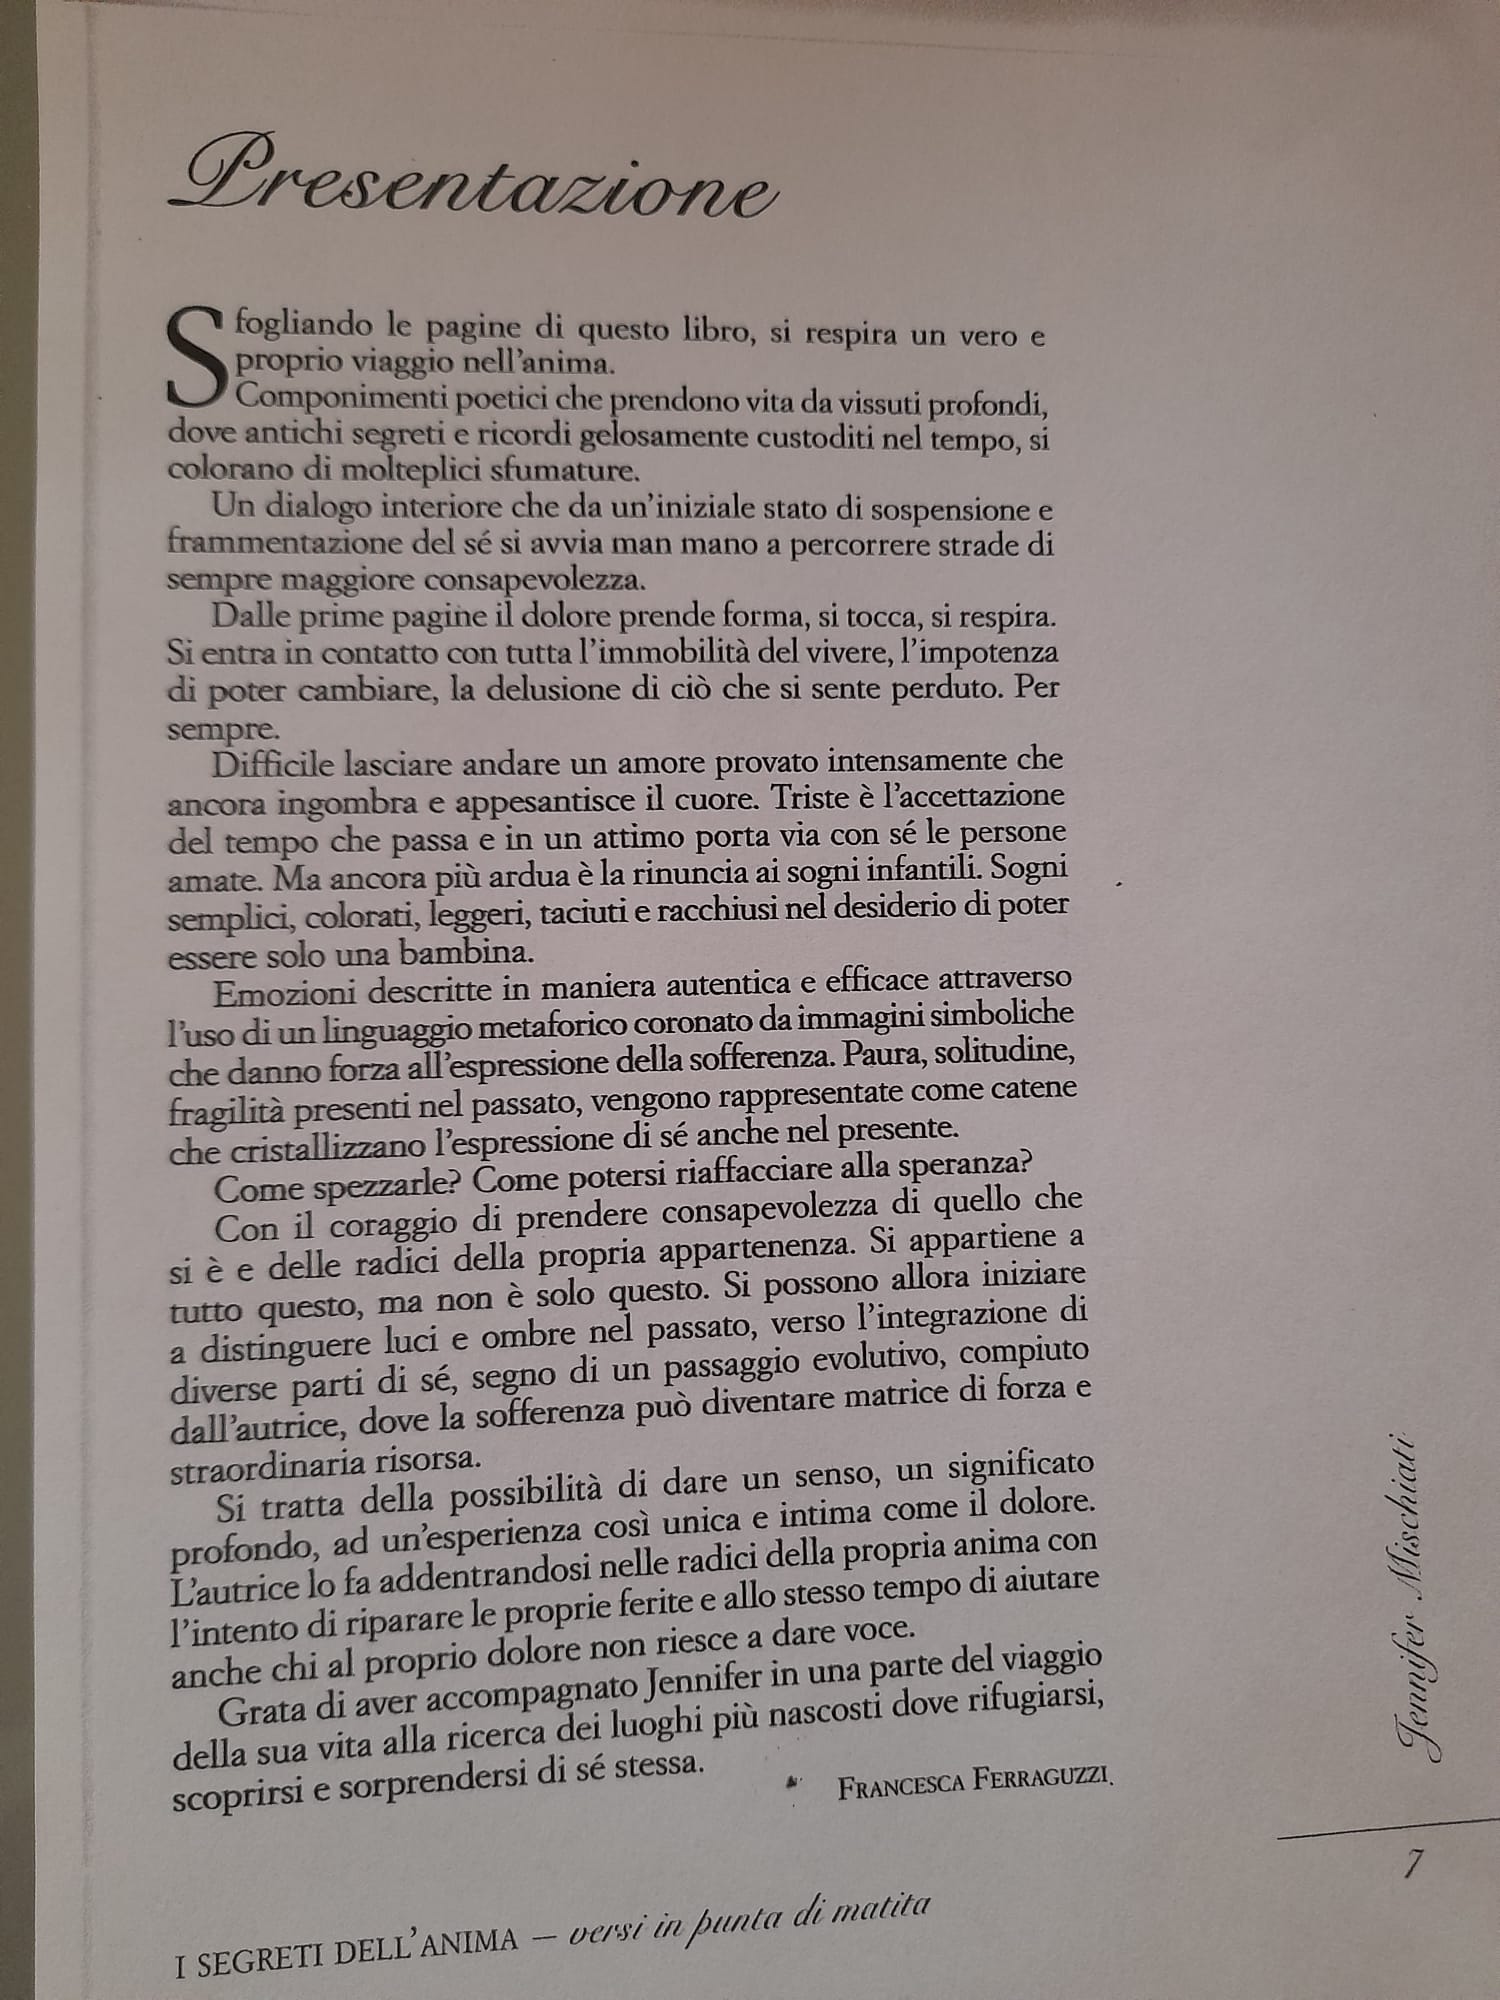 Presentazione
Sfogliando le pagine di questo libro, si respira un vero e
proprio viaggio nell'anima.
Componimenti poetici che prendono vita da vissuti profondi,
dove antichi segreti e ricordi gelosamente custoditi nel tempo, si
colorano di molteplici sfumature.
Un dialogo interiore che da un'iniziale stato di sospensione e
frammentazione del sé si avvia man mano a percorrere strade di
sempre maggiore consapevolezza.
Dalle prime pagine il dolore prende forma, si tocca, si respira.
Si entra in contatto con tutta l'immobilità del vivere, l'impotenza
di poter cambiare, la delusione di ciò che si sente perduto. Per
sempre.
Difficile lasciare andare un amore provato intensamente che
ancora ingombra e appesantisce il cuore. Triste è l'accettazione
del tempo che passa e in un attimo porta via con sé le persone
amate. Ma ancora più ardua è la rinuncia ai sogni infantili. Sogni
semplici, colorati, leggeri, taciuti e racchiusi nel desiderio di poter
essere solo una bambina.
Emozioni descritte in maniera autentica e efficace attraverso
l'uso di un linguaggio metaforico coronato da immagini simboliche
che danno forza all'espressione della sofferenza. Paura, solitudine,
fragilità presenti nel passato, vengono rappresentate come catene
che cristallizzano l'espressione di sé anche nel presente.
Come spezzarle? Come potersi riaffacciare alla speranza?
Con il coraggio di prendere consapevolezza di quello che
si è e delle radici della propria appartenenza. Si appartiene a
tutto questo, ma non è solo questo. Si possono allora iniziare
a distinguere luci e ombre nel passato, verso l'integrazione di
diverse parti di sé, segno di un passaggio evolutivo, compiuto
dall'autrice, dove la sofferenza può diventare matrice di forza e
straordinaria risorsa.
Si tratta della possibilità di dare un senso, un significato
profondo, ad un'esperienza così unica e intima come il dolore.
L'autrice lo fa addentrandosi nelle radici della propria anima con
l'intento di riparare le proprie ferite e allo stesso tempo di aiutare
anche chi al proprio dolore non riesce a dare voce.
Grata di aver accompagnato Jennifer in una parte del viaggio
della sua vita alla ricerca dei luoghi più nascosti dove rifugiarsi,
scoprirsi e sorprendersi di sé stessa.
FRANCESCA FERRAGUZZI.
Jennifer Mischiati
7
I SEGRETI DELL'ANIMA – versi in punta di matita